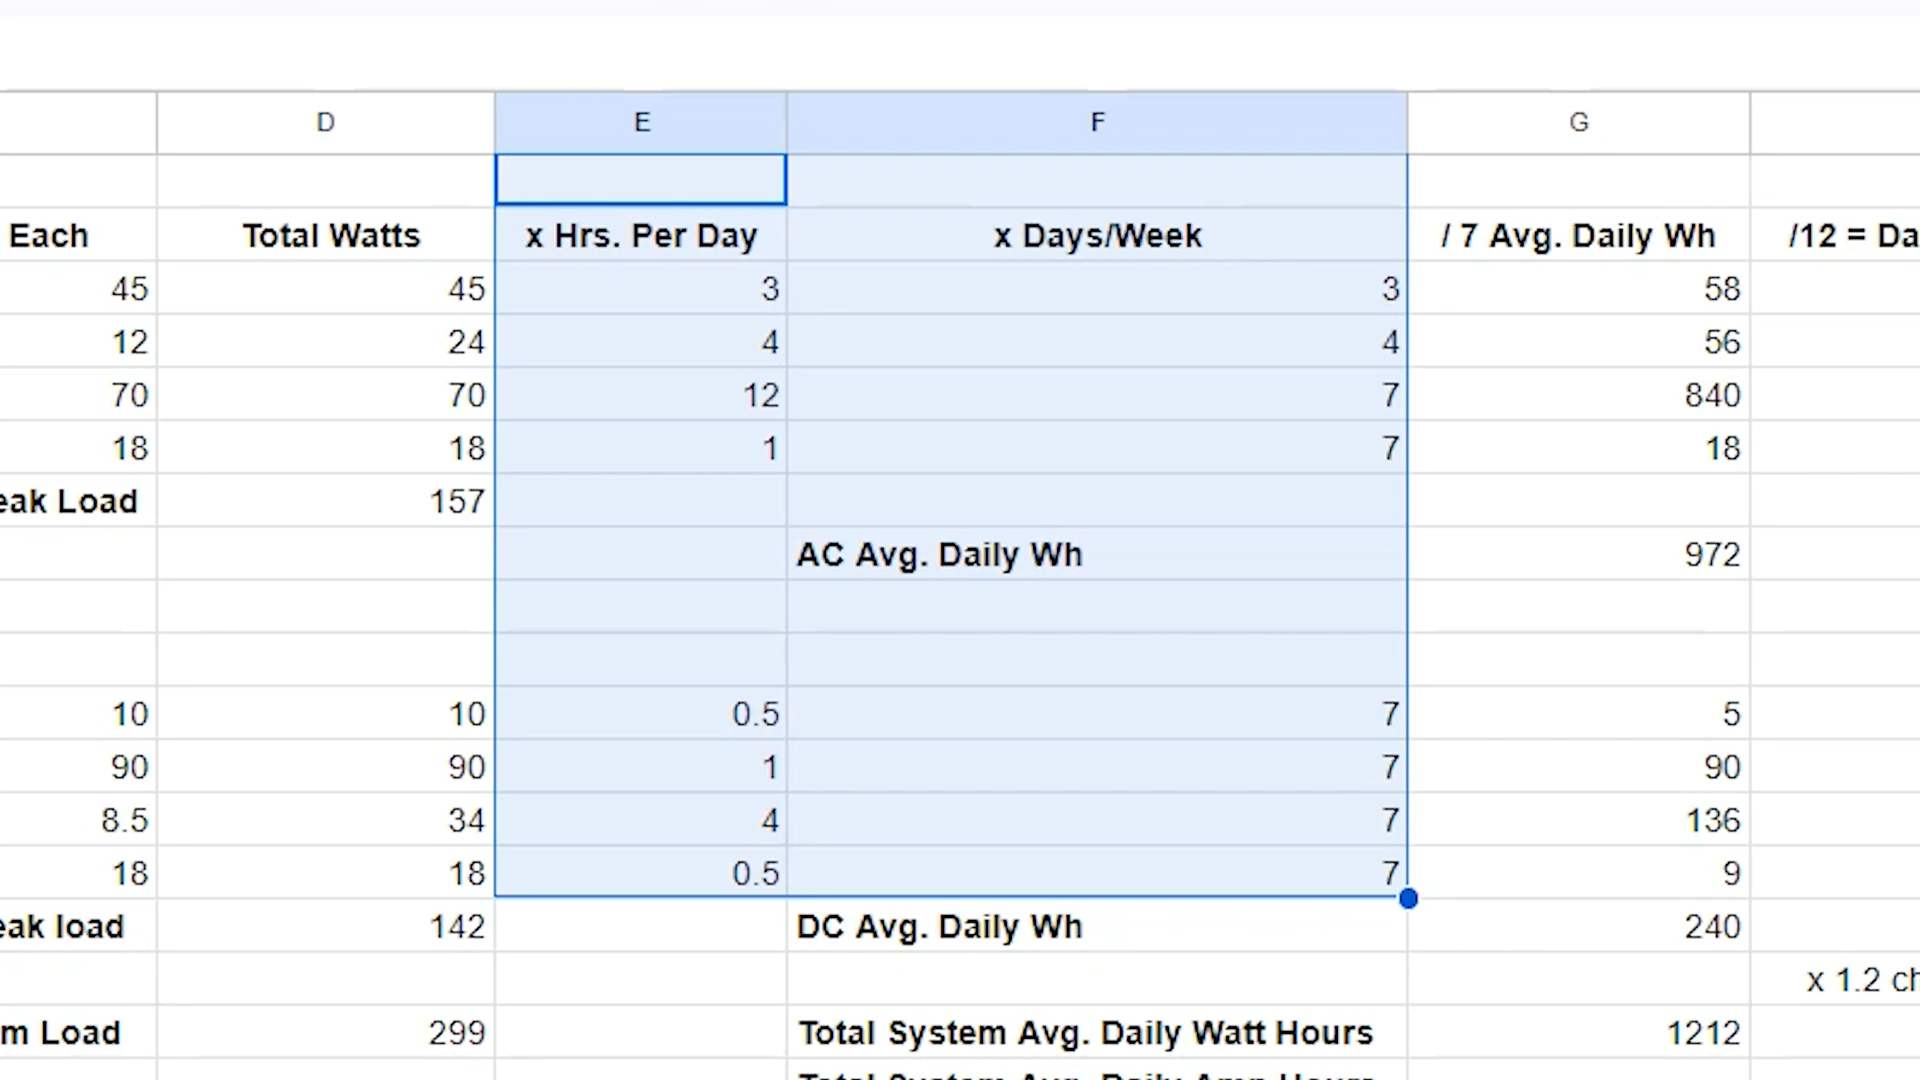 D E F G
Each Total Watts x Hrs. Per Day x Days/Week / 7 Avg. Daily Wh /12 = Da
45 45 3 3 58
12 24 4 4 56
70 70 12 7 840
18 18 1 7 18
eak Load 157
AC Avg. Daily Wh 972
10 10 0.5 7 5
90 90 1 7 90
8.5 34 4 7 136
18 18 0.5 7 9
eak load 142 DC Avg. Daily Wh 240
x 1.2 ch
m Load 299 Total System Avg. Daily Watt Hours 1212
Total System Avg. Daily Amp Hours